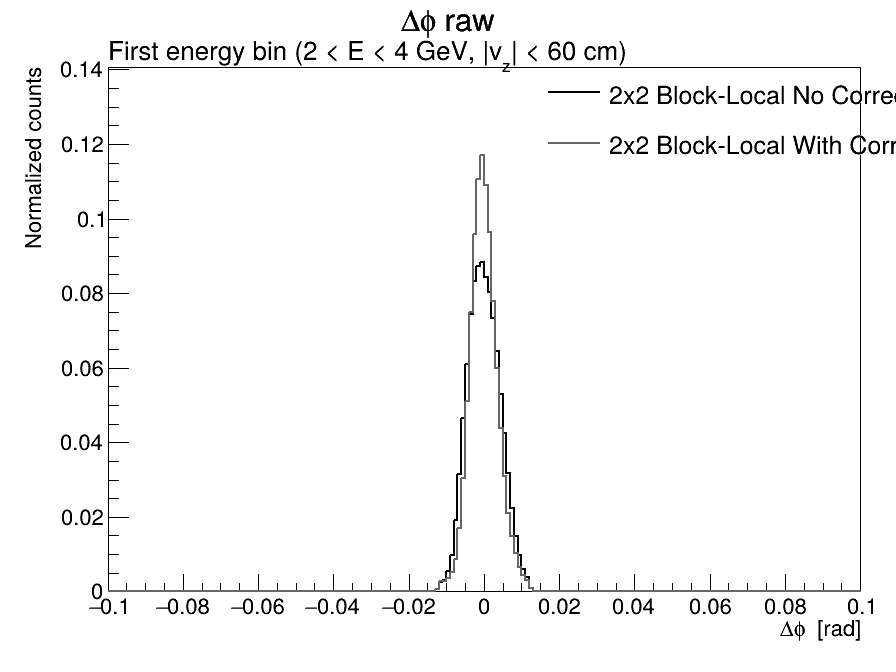 Δϕ raw
First energy bin (2 < E < 4 GeV, |v_z| < 60 cm)
Normalized counts
2x2 Block-Local No Corre
2x2 Block-Local With Corr
0.14
0.12
0.1
0.08
0.06
0.04
0.02
0
−0.1 −0.08 −0.06 −0.04 −0.02 0 0.02 0.04 0.06 0.08 0.1
Δϕ [rad]